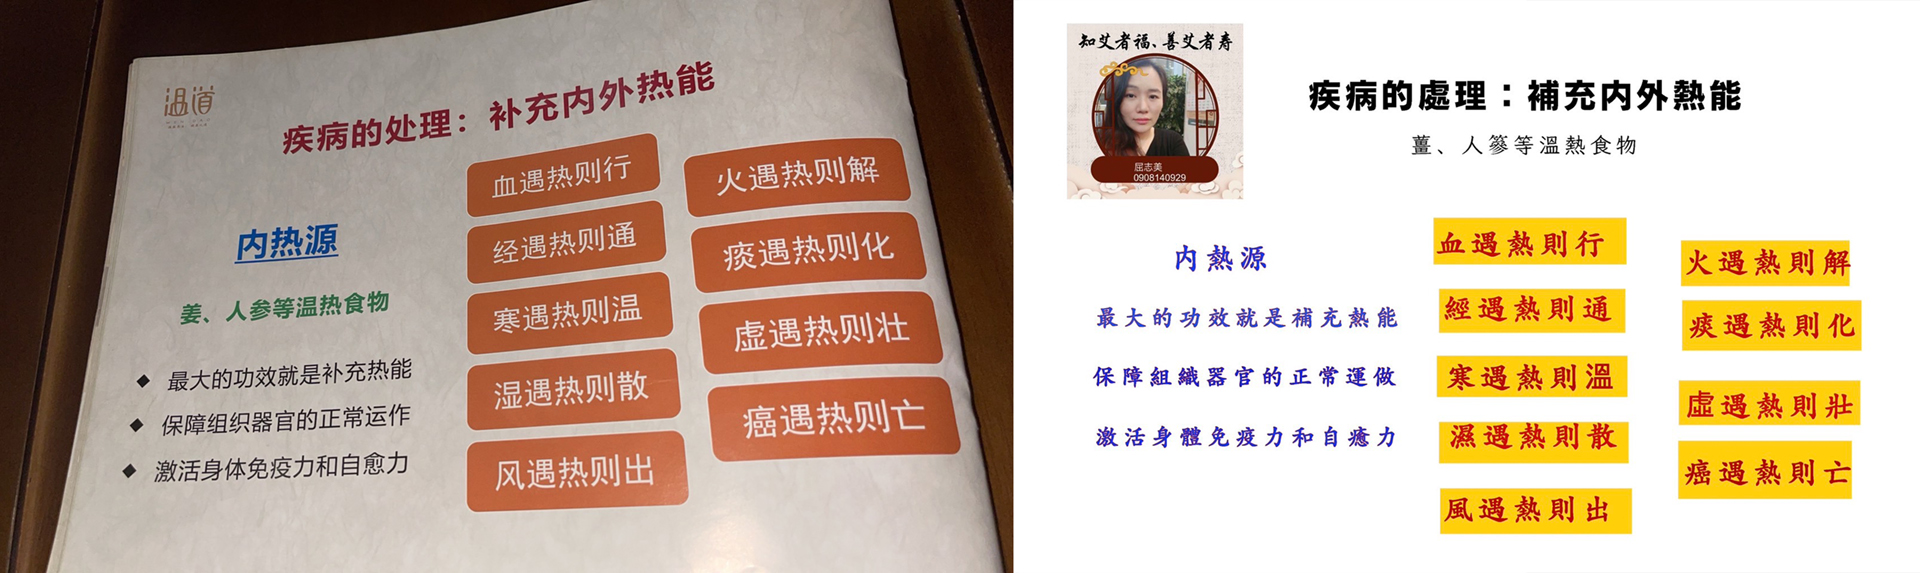 温道
疾病的处理：补充内外热能
内热源
姜、人参等温热食物
◆ 最大的功效就是补充热能
◆ 保障组织器官的正常运作
◆ 激活身体免疫力和自愈力
血遇热则行
经遇热则通
寒遇热则温
湿遇热则散
风遇热则出
火遇热则解
痰遇热则化
虚遇热则壮
癌遇热则亡
知艾者福、善艾者寿
屈志美
0908140929
疾病的處理：補充內外熱能
薑、人篸等溫熱食物
內熱源
最大的功效就是補充熱能
保障組織器官的正常運做
激活身體免疫力和自癒力
血遇熱則行
經遇熱則通
寒遇熱則溫
濕遇熱則散
風遇熱則出
火遇熱則解
痰遇熱則化
虛遇熱則壯
癌遇熱則亡